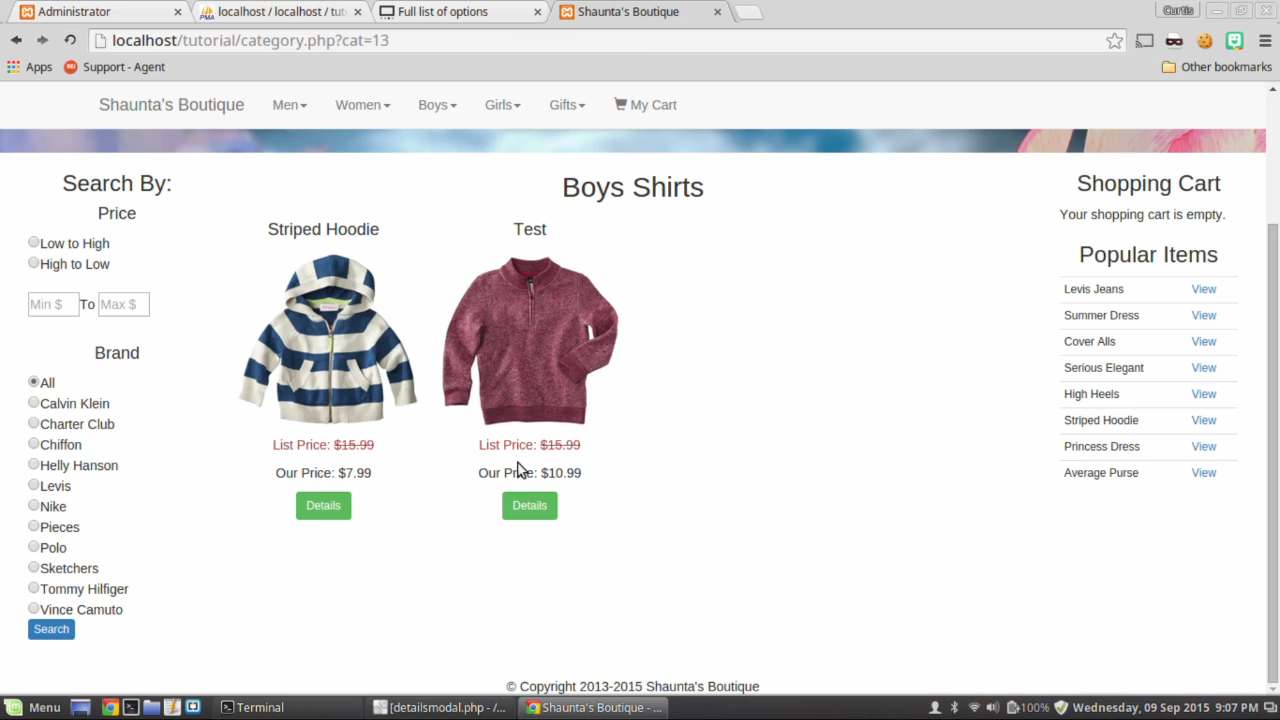 Administrator
localhost / localhost / tut
Full list of options
Shaunta's Boutique
Curtis
localhost/tutorial/category.php?cat=13
Apps
Support - Agent
Other bookmarks
Shaunta's Boutique
Men
Women
Boys
Girls
Gifts
My Cart
Search By:
Price
Low to High
High to Low
Min $
To
Max $
Brand
All
Calvin Klein
Charter Club
Chiffon
Helly Hanson
Levis
Nike
Pieces
Polo
Sketchers
Tommy Hilfiger
Vince Camuto
Search
Boys Shirts
Striped Hoodie
List Price: $15.99
Our Price: $7.99
Details
Test
List Price: $15.99
Our Price: $10.99
Details
Shopping Cart
Your shopping cart is empty.
Popular Items
Levis Jeans View
Summer Dress View
Cover Alls View
Serious Elegant View
High Heels View
Striped Hoodie View
Princess Dress View
Average Purse View
© Copyright 2013-2015 Shaunta's Boutique
Menu
Terminal
[detailsmodal.php - /...
Shaunta's Boutique - ...
100%
Wednesday, 09 Sep 2015 9:07 PM